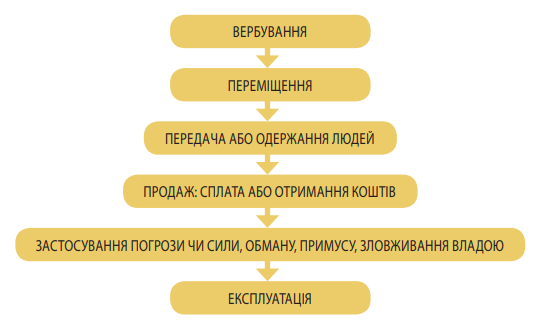 ВЕРБУВАННЯ
ПЕРЕМІЩЕННЯ
ПЕРЕДАЧА АБО ОДЕРЖАННЯ ЛЮДЕЙ
ПРОДАЖ: СПЛАТА АБО ОТРИМАННЯ КОШТІВ
ЗАСТОСУВАННЯ ПОГРОЗИ ЧИ СИЛИ, ОБМАНУ, ПРИМУСУ, ЗЛОВЖИВАННЯ ВЛАДОЮ
ЕКСПЛУАТАЦІЯ